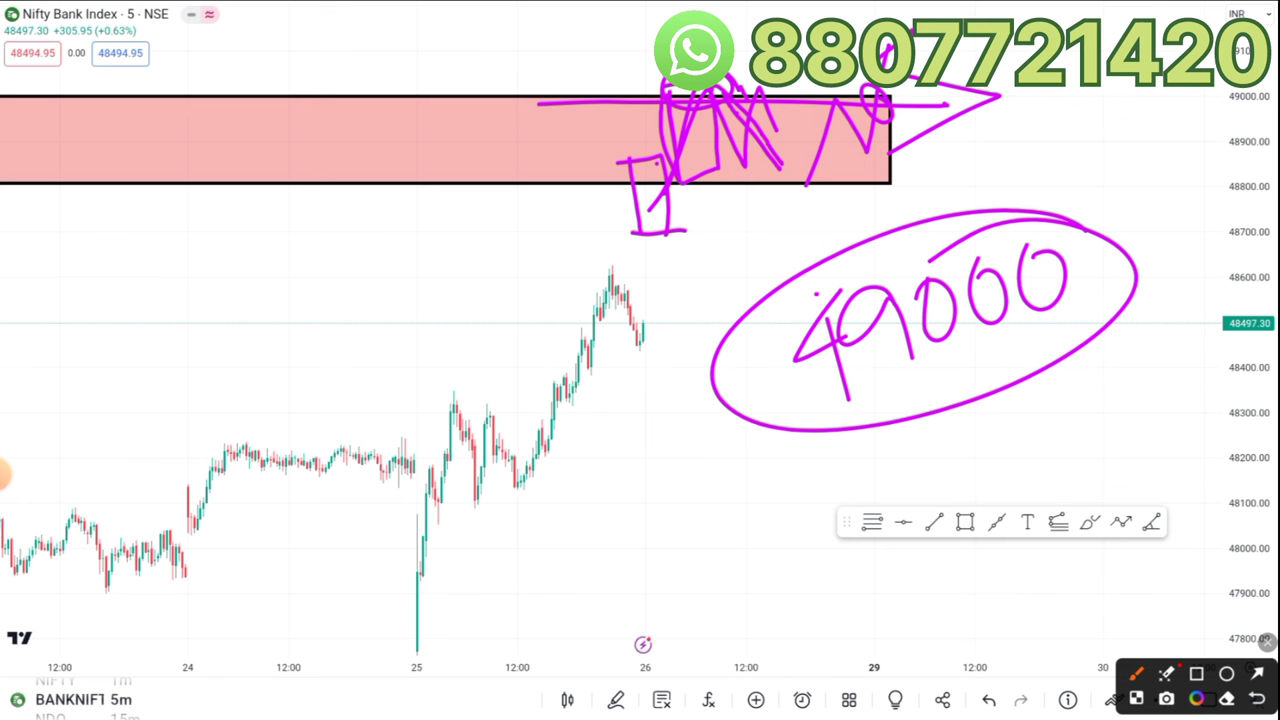 Nifty Bank Index · 5 · NSE
48497.30 +305.95 (+0.63%)
48494.95 0.00 48494.95
8807721420
INR
49000.00
48900.00
48800.00
48700.00
48600.00
48497.30
48400.00
48300.00
48200.00
48100.00
48000.00
47900.00
47800.00
49000
T
12:00 24 12:00 25 12:00 26 12:00 29 12:00 30
BANKNIFT 5m